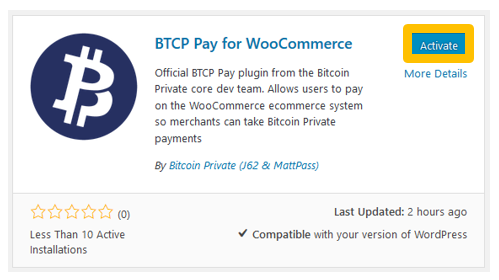 BTCP Pay for WooCommerce
Activate
More Details
Official BTCP Pay plugin from the Bitcoin
Private core dev team. Allows users to pay
on the WooCommerce ecommerce system
so merchants can take Bitcoin Private
payments
By Bitcoin Private (J62 & MattPass)
(0)
Less Than 10 Active
Installations
Last Updated: 2 hours ago
✔ Compatible with your version of WordPress